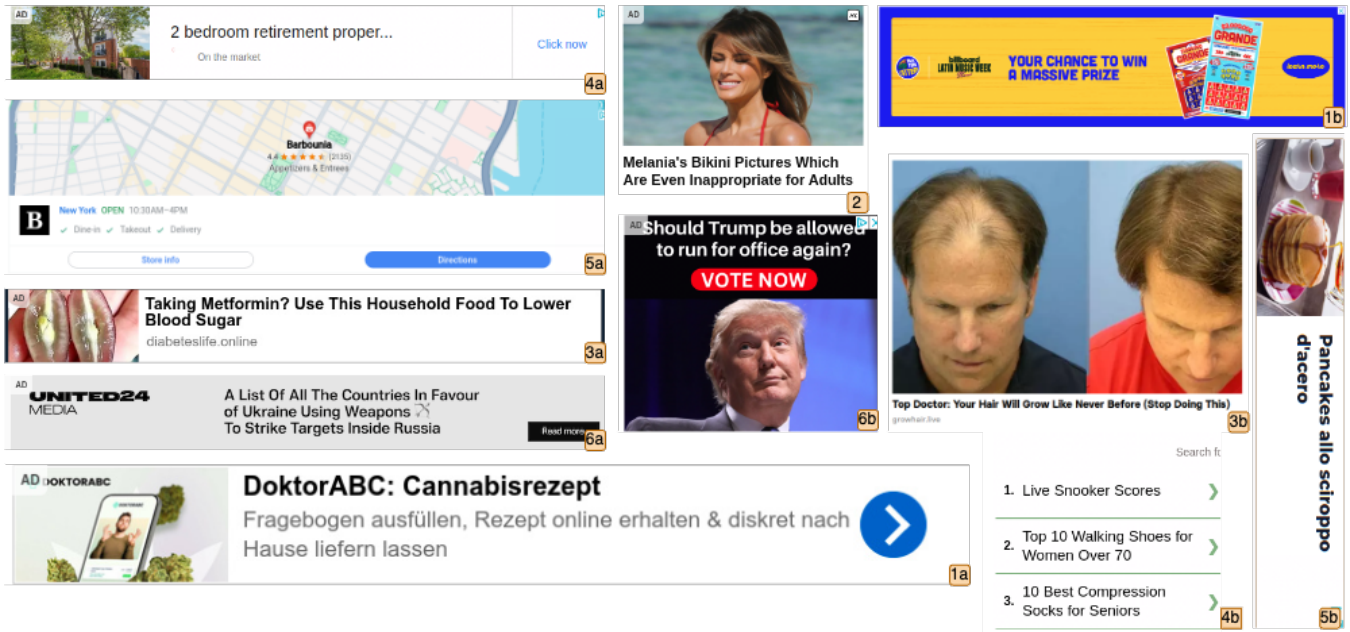 AD
2 bedroom retirement proper...
On the market
Click now
4a
Barbounia
4.4 (2135)
Appetizers & Entrees
B
New York OPEN 10:30AM–4PM
Dine-in Takeout Delivery
Store info
Directions
5a
AD
Taking Metformin? Use This Household Food To Lower
Blood Sugar
diabeteslife.online
3a
AD
UNITED24
MEDIA
A List Of All The Countries In Favour
of Ukraine Using Weapons
To Strike Targets Inside Russia
Read more
6a
AD
DOKTORABC
DoktorABC: Cannabisrezept
Fragebogen ausfüllen, Rezept online erhalten & diskret nach
Hause liefern lassen
1a
AD
Melania's Bikini Pictures Which
Are Even Inappropriate for Adults
2
AD
Should Trump be allowed
to run for office again?
VOTE NOW
6b
billboard
LATIN MUSIC WEEK
YOUR CHANCE TO WIN
A MASSIVE PRIZE
GRANDE
GRANDE
learn more
1b
Top Doctor: Your Hair Will Grow Like Never Before (Stop Doing This)
growhair.live
3b
Search fo
1. Live Snooker Scores
2. Top 10 Walking Shoes for
Women Over 70
3. 10 Best Compression
Socks for Seniors
4b
Pancakes allo sciroppo
d'acero
5b